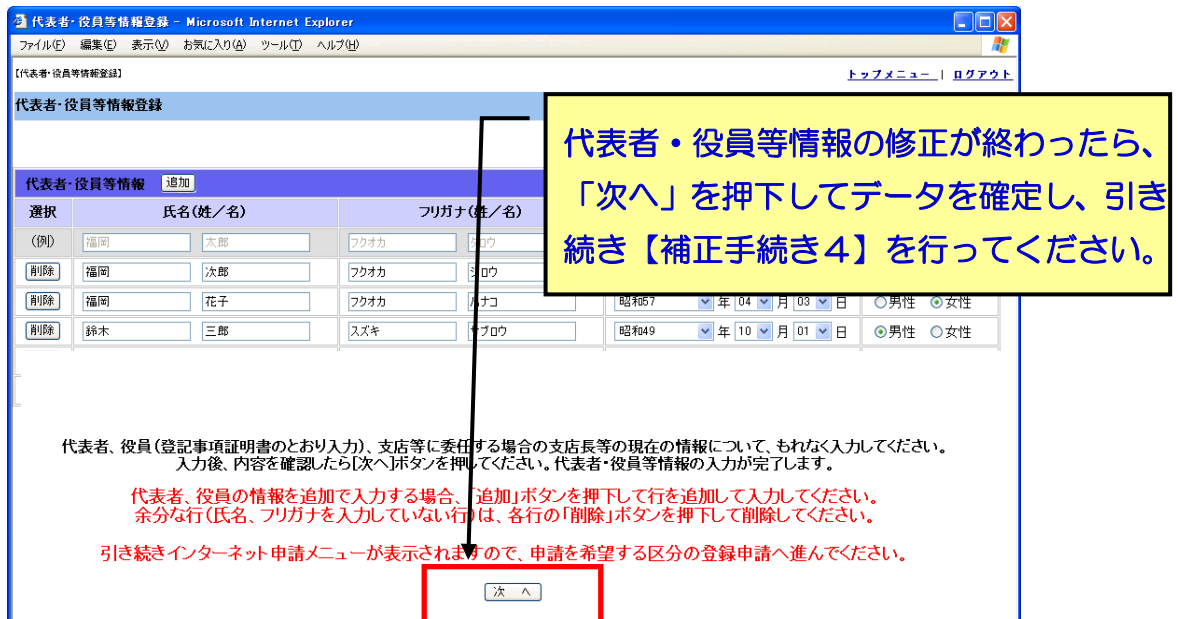 代表者・役員等情報登録 - Microsoft Internet Explorer
ファイル(F) 編集(E) 表示(V) お気に入り(A) ツール(T) ヘルプ(H)
【代表者・役員等情報登録】
トップメニュー | ログアウト
代表者・役員等情報登録
代表者・役員等情報の修正が終わったら、
「次へ」を押下してデータを確定し、引き
続き【補正手続き4】を行ってください。
代表者・役員等情報 追加
選択 氏名(姓/名) フリガナ(姓/名)
(例) 福岡 太郎 フクオカ タロウ
削除 福岡 次郎 フクオカ ジロウ
削除 福岡 花子 フクオカ ハナコ 昭和57 年 04 月 03 日 男性 女性
削除 鈴木 三郎 スズキ サブロウ 昭和49 年 10 月 01 日 男性 女性
代表者、役員(登記事項証明書のとおり入力)、支店等に委任する場合の支店長等の現在の情報について、もれなく入力してください。
入力後、内容を確認したら[次へ]ボタンを押してください。代表者・役員等情報の入力が完了します。
代表者、役員の情報を追加で入力する場合、「追加」ボタンを押下して行を追加して入力してください。
余分な行(氏名、フリガナを入力していない行)は、各行の「削除」ボタンを押下して削除してください。
引き続きインターネット申請メニューが表示されますので、申請を希望する区分の登録申請へ進んでください。
次 へ